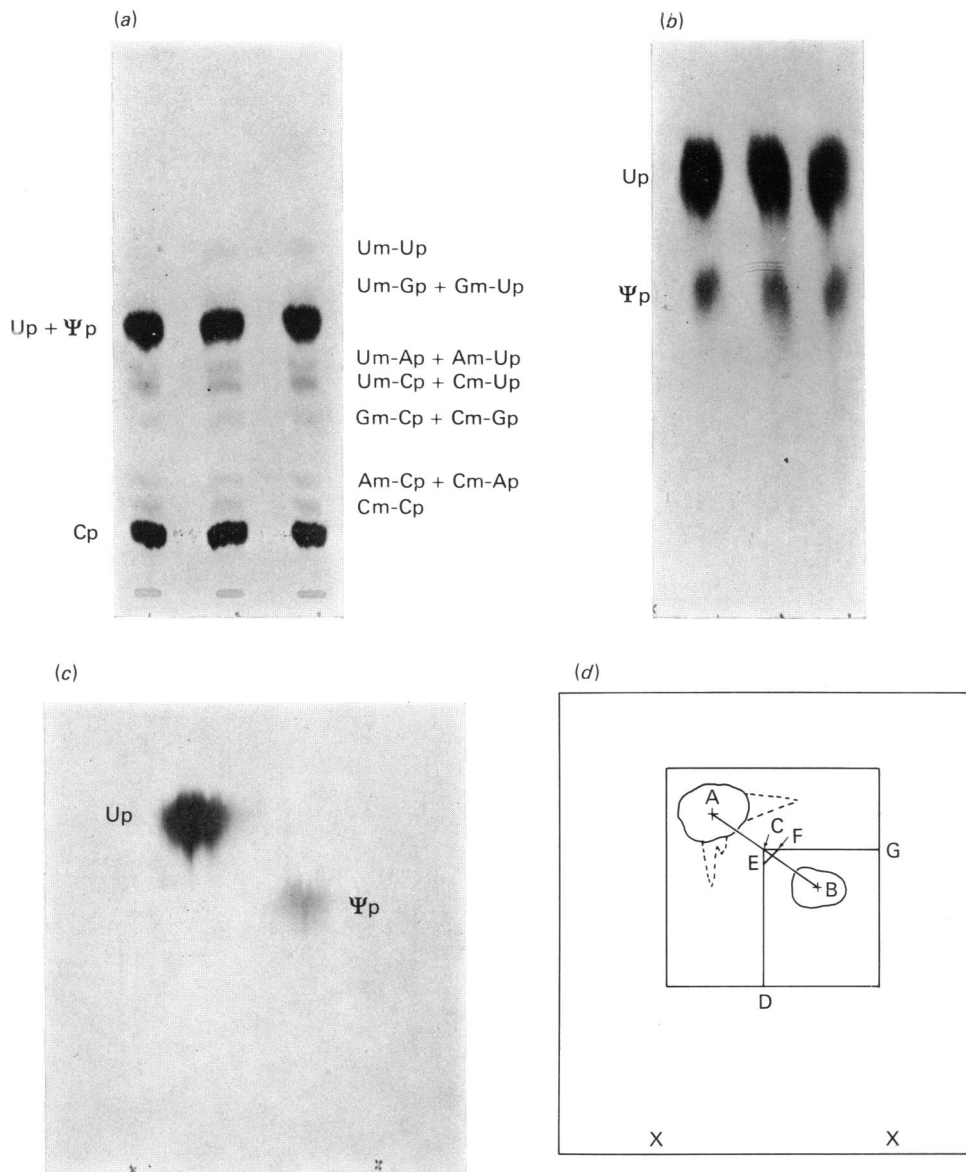 (a)
Um-Up
Um-Gp + Gm-Up
Up + Ψp
Um-Ap + Am-Up
Um-Cp + Cm-Up
Gm-Cp + Cm-Gp
Am-Cp + Cm-Ap
Cm-Cp
Cp
(b)
Up
Ψp
(c)
Up
Ψp
(d)
A
C
F
G
E
B
D
X X